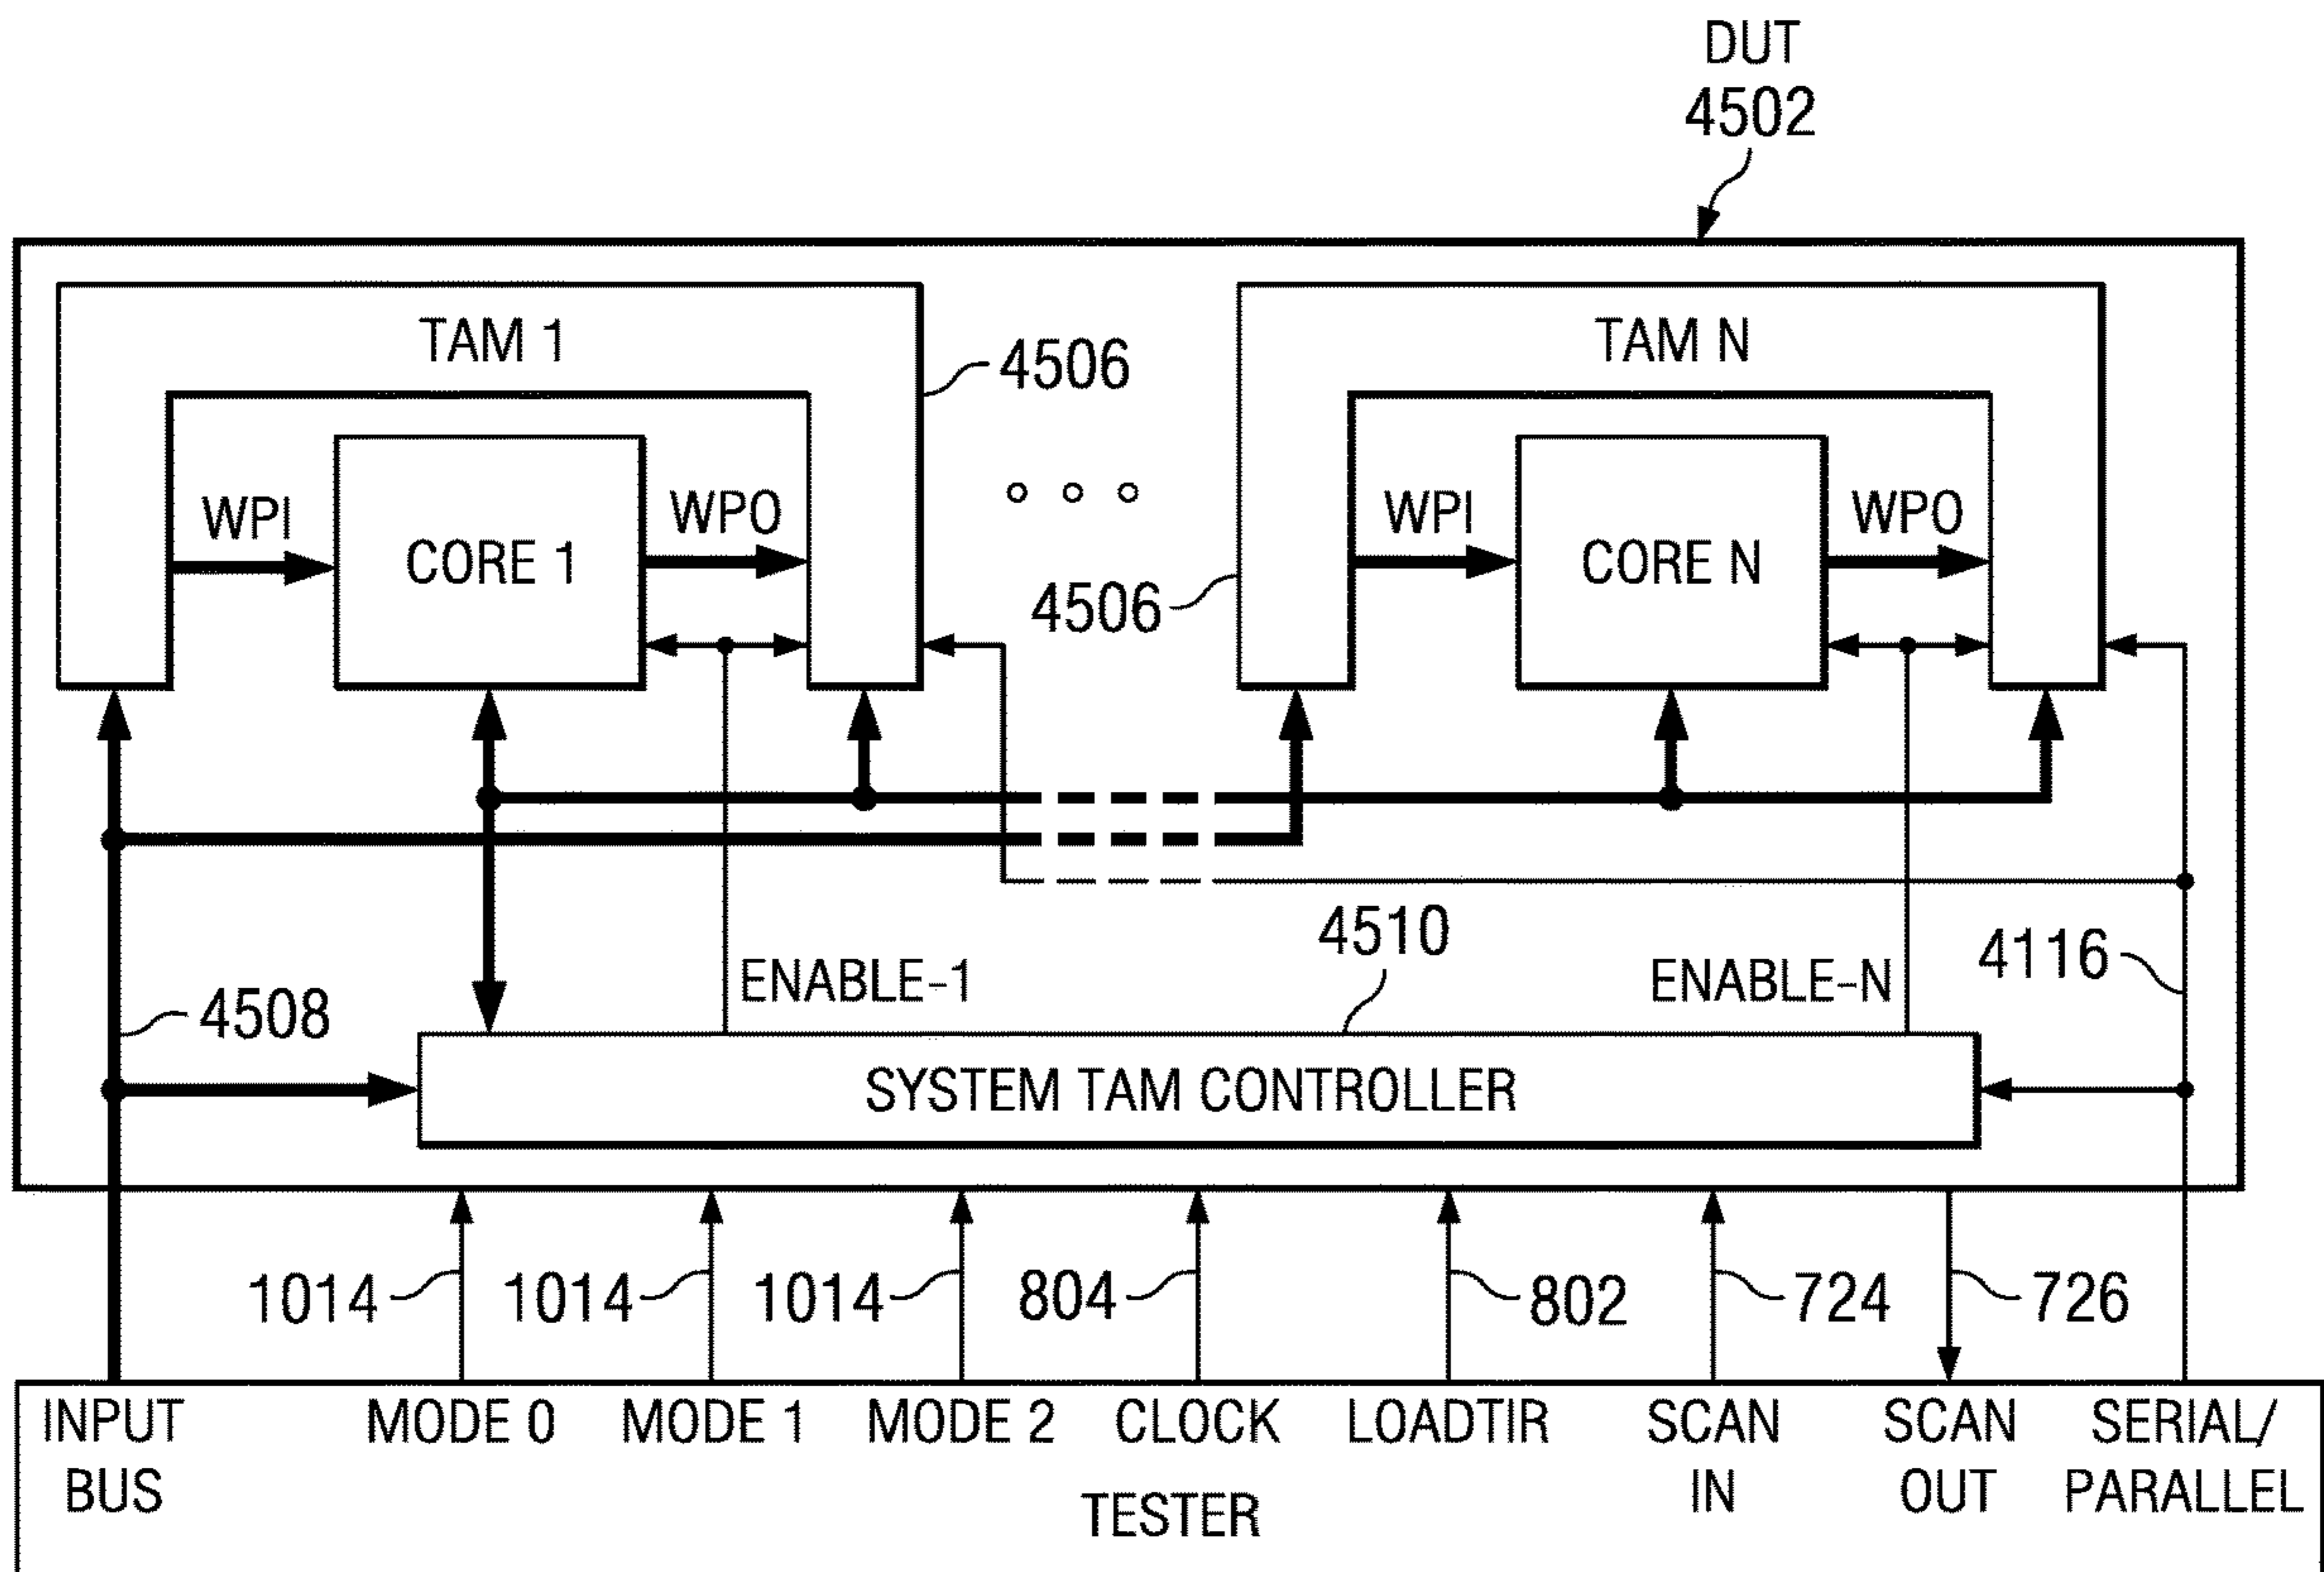 DUT
4502
TAM 1
TAM N
4506
WPI
WPO
WPI
WPO
CORE 1
CORE N
4506
4510
4116
ENABLE-1
ENABLE-N
4508
SYSTEM TAM CONTROLLER
1014
1014
1014
804
802
724
726
INPUT
BUS
MODE 0
MODE 1
MODE 2
CLOCK
LOADTIR
SCAN
IN
SCAN
OUT
SERIAL/
PARALLEL
TESTER